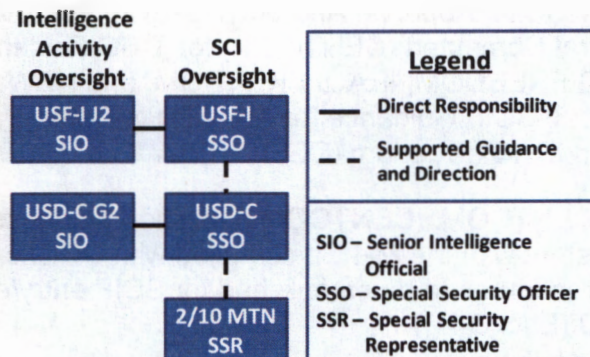 Intelligence
Activity
Oversight
SCI
Oversight
USF-I J2
SIO
USF-I
SSO
USD-C G2
SIO
USD-C
SSO
2/10 MTN
SSR
Legend
Direct Responsibility
Supported Guidance
and Direction
SIO – Senior Intelligence
Official
SSO – Special Security Officer
SSR – Special Security
Representative